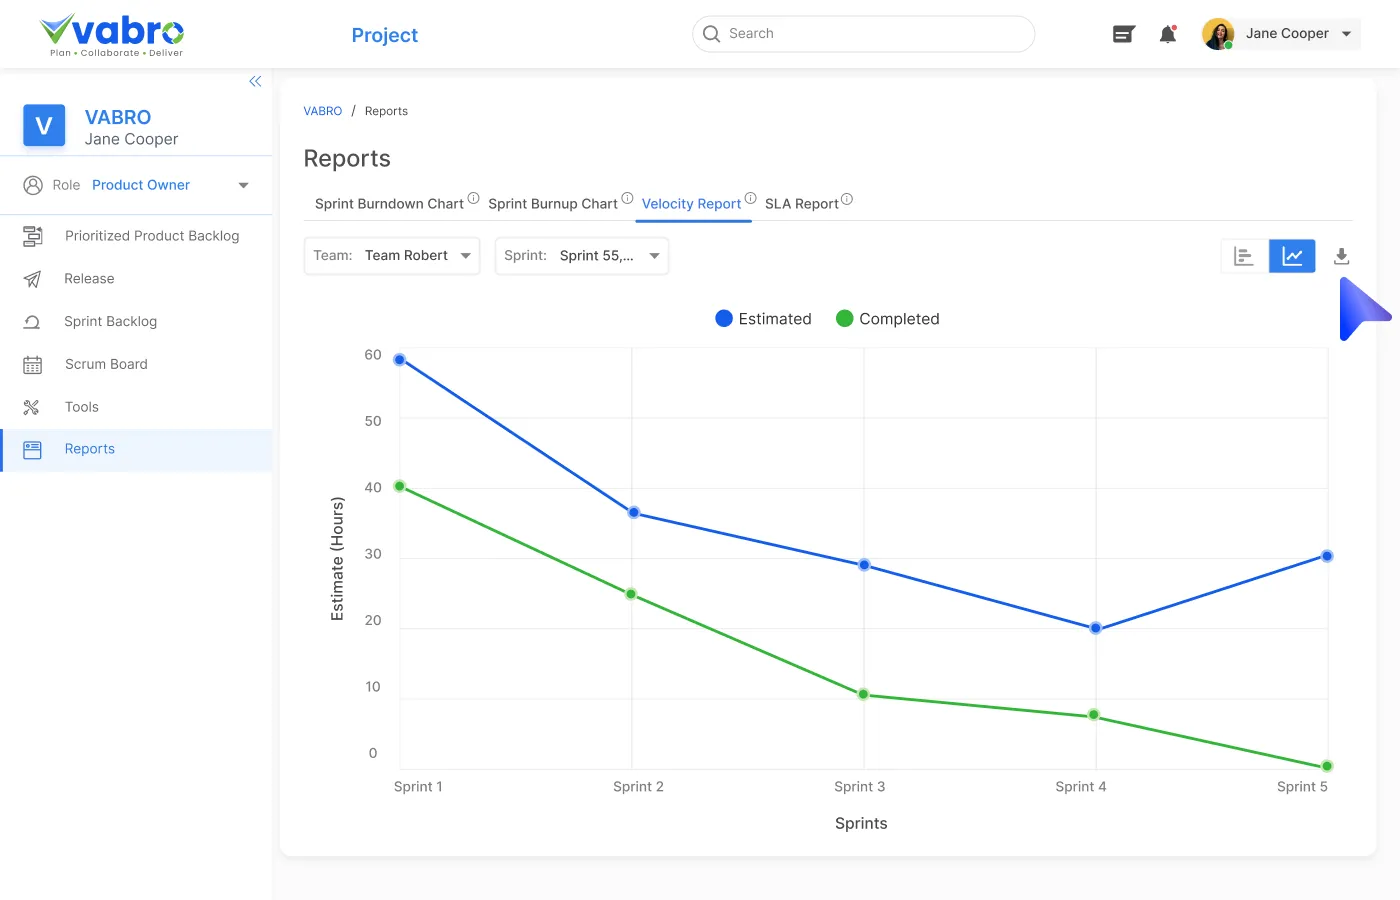 vabro
Plan • Collaborate • Deliver
Project
Search
Jane Cooper
V
VABRO
Jane Cooper
Role Product Owner
Prioritized Product Backlog
Release
Sprint Backlog
Scrum Board
Tools
Reports
VABRO / Reports
Reports
Sprint Burndown Chart Sprint Burnup Chart Velocity Report SLA Report
Team: Team Robert Sprint: Sprint 55,...
Estimated Completed
60
50
40
30
20
10
0
Estimate (Hours)
Sprint 1 Sprint 2 Sprint 3 Sprint 4 Sprint 5
Sprints